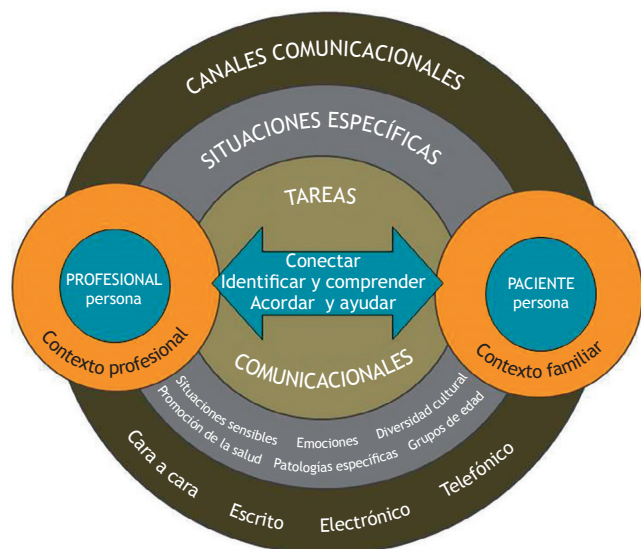 CANALES COMUNICACIONALES
SITUACIONES ESPECÍFICAS
TAREAS
Conectar
Identificar y comprender
Acordar y ayudar
PROFESIONAL
persona
Contexto profesional
PACIENTE
persona
Contexto familiar
COMUNICACIONALES
Situaciones sensibles
Emociones
Diversidad cultural
Promoción de la salud
Patologías específicas
Grupos de edad
Cara a cara
Escrito
Electrónico
Telefónico